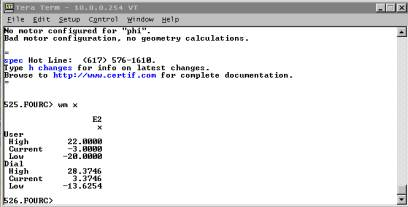 Tera Term - 10.0.0.254 VT
File Edit Setup Control Window Help
No motor configured for "phi".
Bad motor configuration, no geometry calculations.
=
spec Hot Line: (617) 576-1610.
Type h changes for info on latest changes.
Browse to http://www.certif.com for complete documentation.
=
525.FOURC> wm x
E2
x
User
High 22.0000
Current -3.0000
Low -20.0000
Dial
High 28.3746
Current 3.3746
Low -13.6254
526.FOURC>